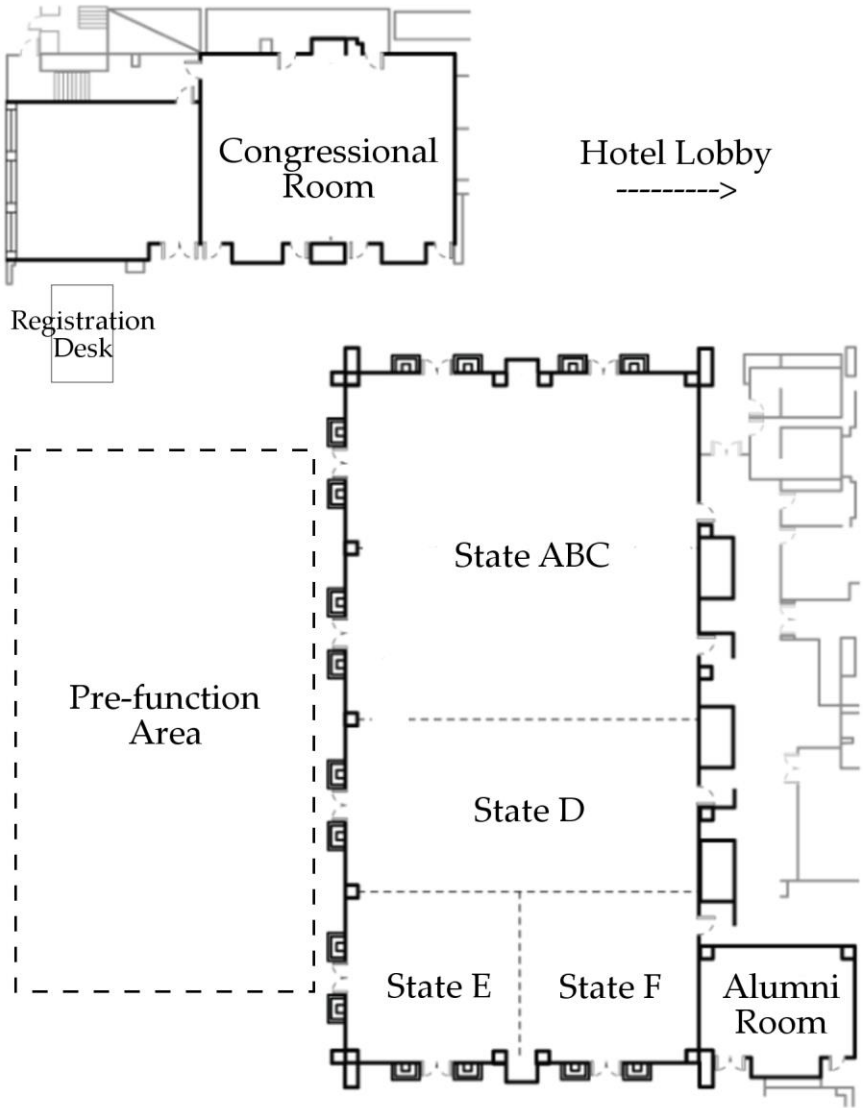 Congressional
Room
Hotel Lobby
--------->
Registration
Desk
State ABC
Pre-function
Area
State D
State E
State F
Alumni
Room